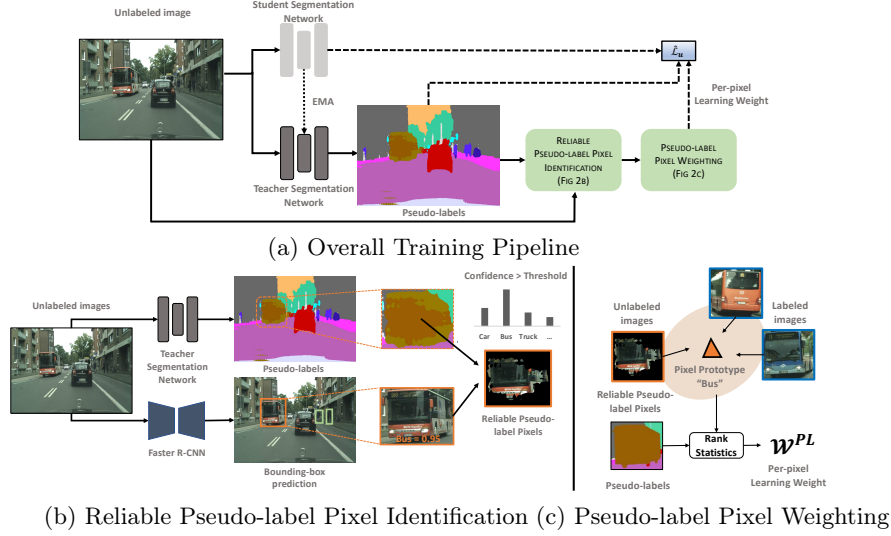 Unlabeled image
Student Segmentation
Network
EMA
Teacher Segmentation
Network
Pseudo-labels
Reliable
Pseudo-label Pixel
Identification
(Fig 2b)
Pseudo-label
Pixel Weighting
(Fig 2c)
Per-pixel
Learning Weight
L̂u
(a) Overall Training Pipeline
Unlabeled images
Teacher
Segmentation
Network
Pseudo-labels
Faster R-CNN
Bounding-box
prediction
Bus = 0.95
Confidence > Threshold
Car Bus Truck ...
Reliable Pseudo-label
Pixels
(b) Reliable Pseudo-label Pixel Identification
Unlabeled
images
Labeled
images
Pixel Prototype
"Bus"
Reliable Pseudo-label
Pixels
Pseudo-labels
Rank
Statistics
W^PL
Per-pixel
Learning Weight
(c) Pseudo-label Pixel Weighting